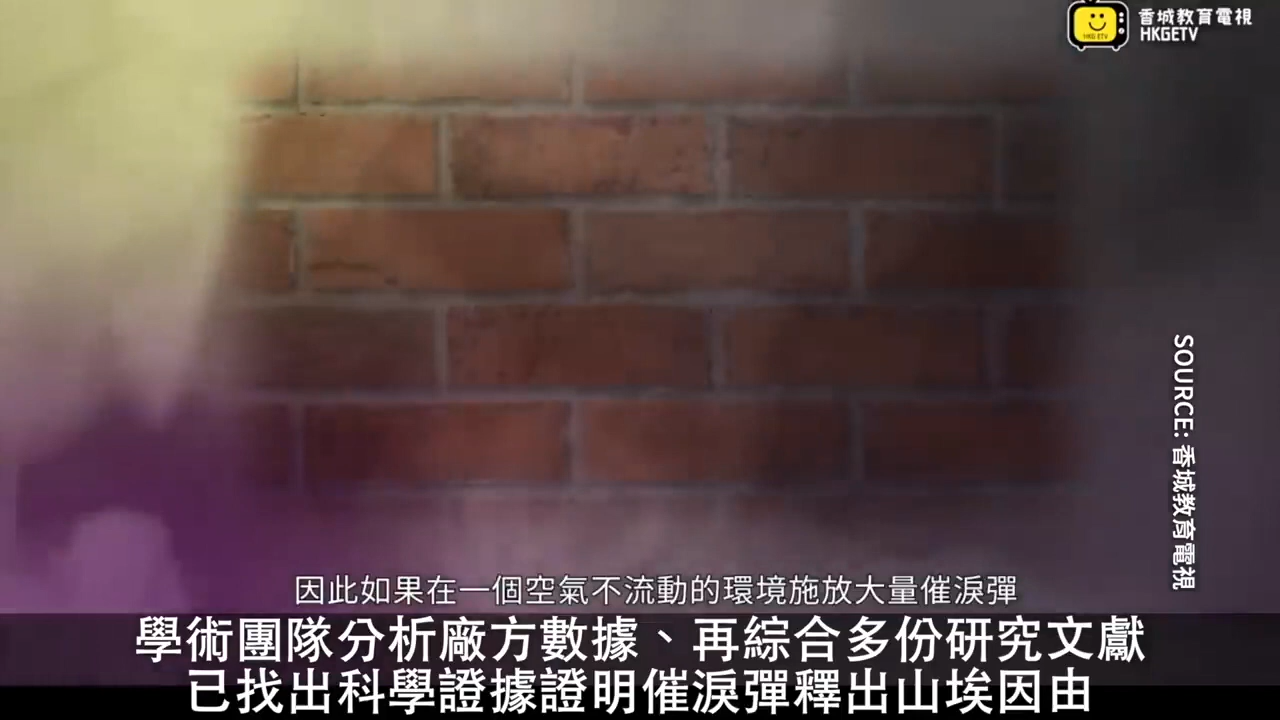 香城教育電視
HKGETV
HKG ETV
SOURCE: 香城教育電視
因此如果在一個空氣不流動的環境施放大量催淚彈
學術團隊分析廠方數據、再綜合多份研究文獻
已找出科學證據證明催淚彈釋出山埃因由